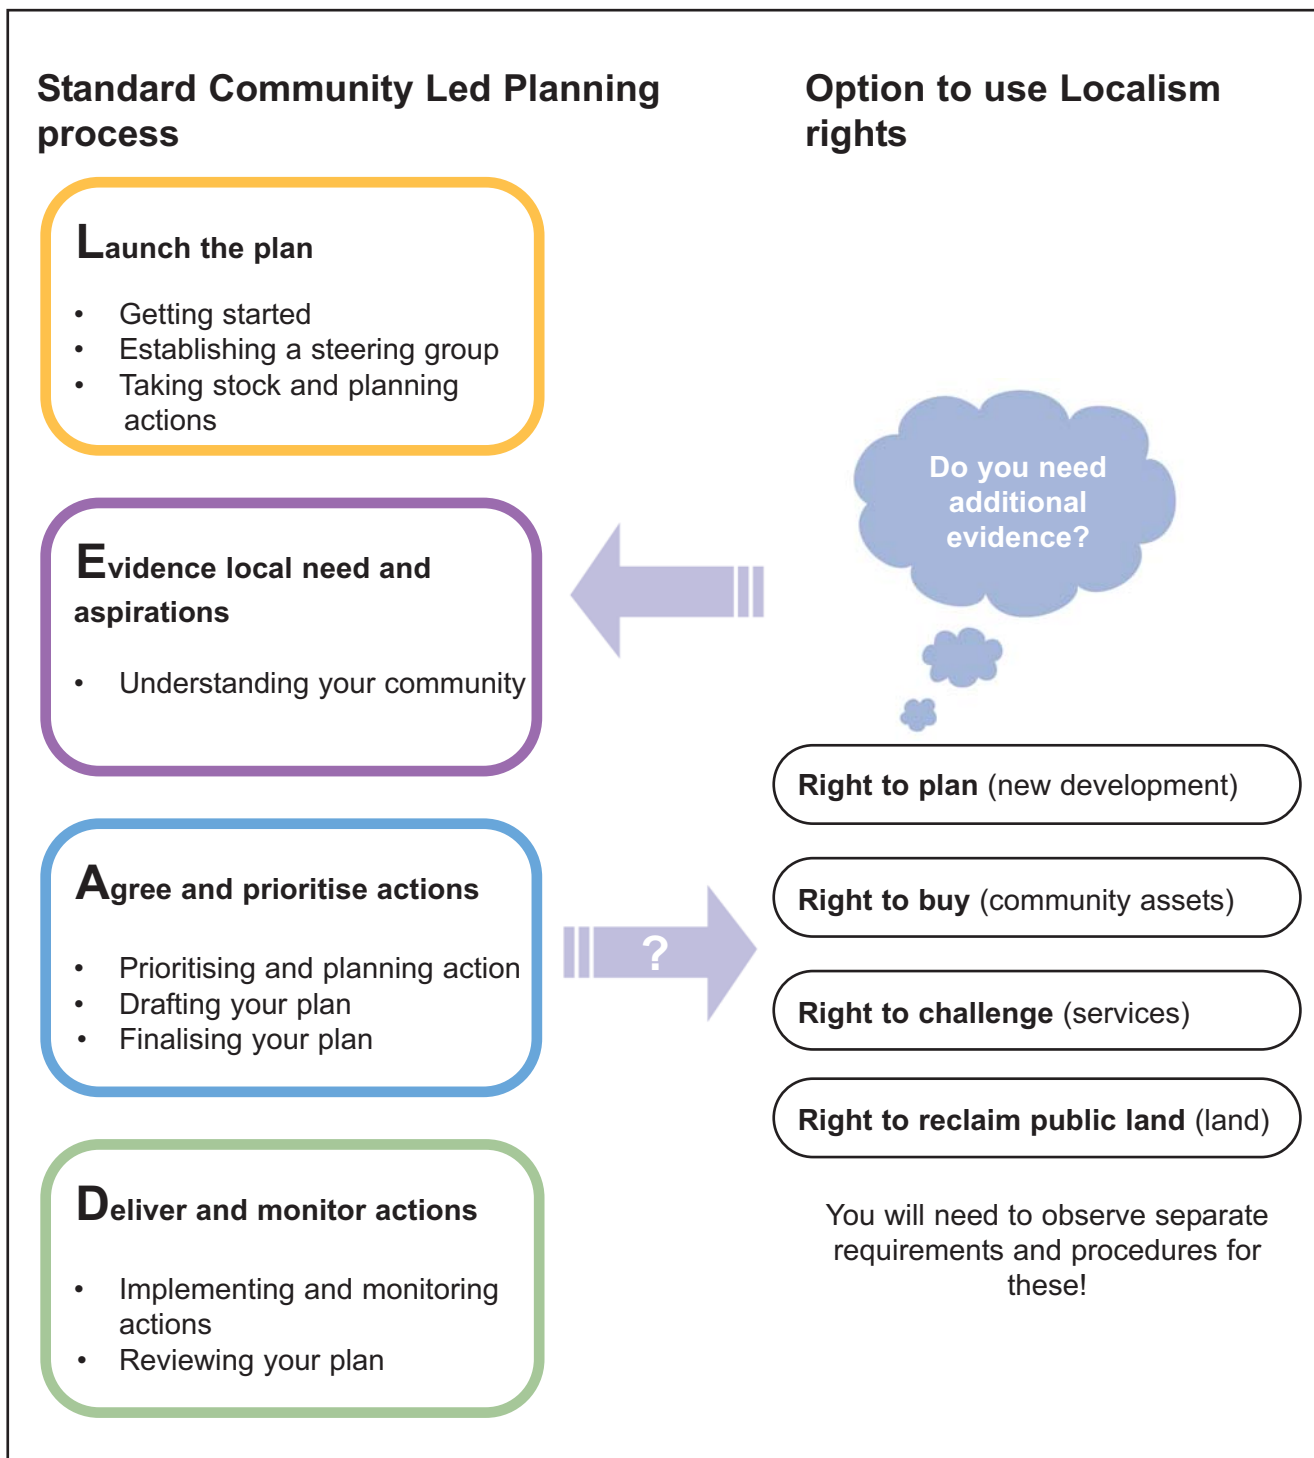 Standard Community Led Planning
process
Launch the plan
• Getting started
• Establishing a steering group
• Taking stock and planning
actions
Evidence local need and
aspirations
• Understanding your community
Agree and prioritise actions
• Prioritising and planning action
• Drafting your plan
• Finalising your plan
Deliver and monitor actions
• Implementing and monitoring
actions
• Reviewing your plan
?
Option to use Localism
rights
Do you need
additional
evidence?
Right to plan (new development)
Right to buy (community assets)
Right to challenge (services)
Right to reclaim public land (land)
You will need to observe separate
requirements and procedures for
these!